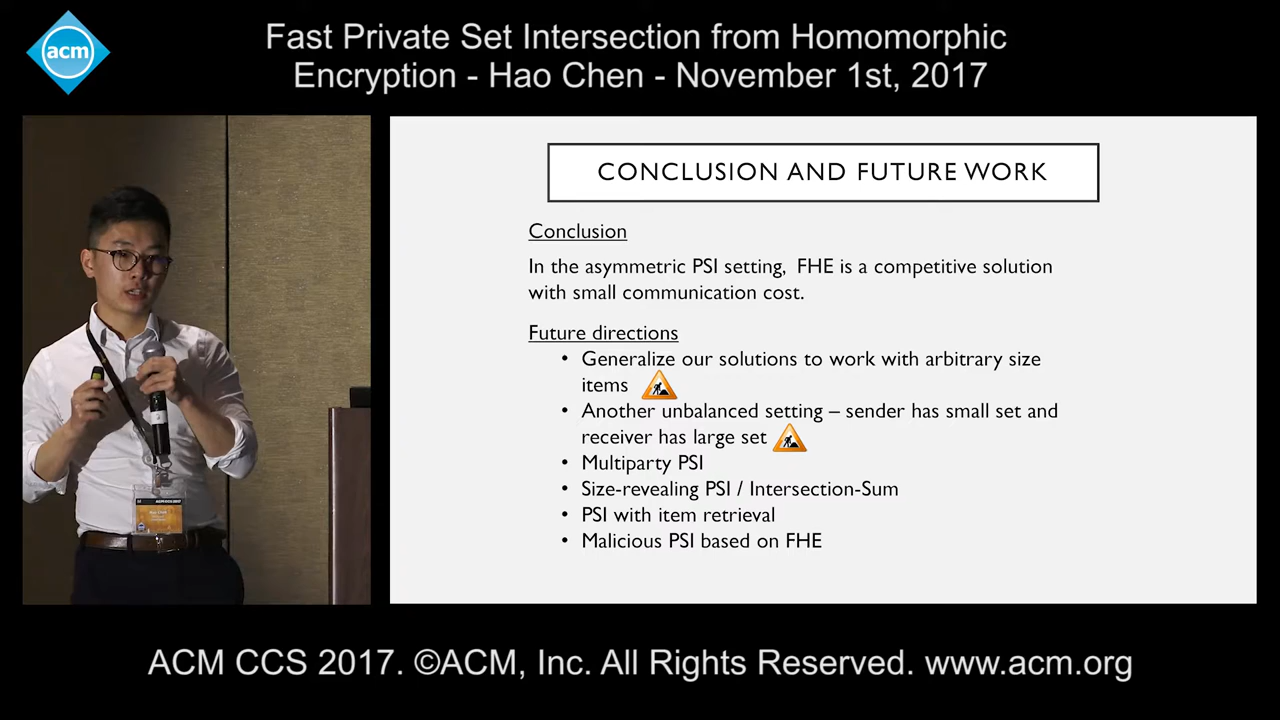 acm
Fast Private Set Intersection from Homomorphic
Encryption - Hao Chen - November 1st, 2017
CONCLUSION AND FUTURE WORK
Conclusion
In the asymmetric PSI setting, FHE is a competitive solution
with small communication cost.
Future directions
• Generalize our solutions to work with arbitrary size
items
• Another unbalanced setting – sender has small set and
receiver has large set
• Multiparty PSI
• Size-revealing PSI / Intersection-Sum
• PSI with item retrieval
• Malicious PSI based on FHE
ACM CCS 2017. ©ACM, Inc. All Rights Reserved. www.acm.org